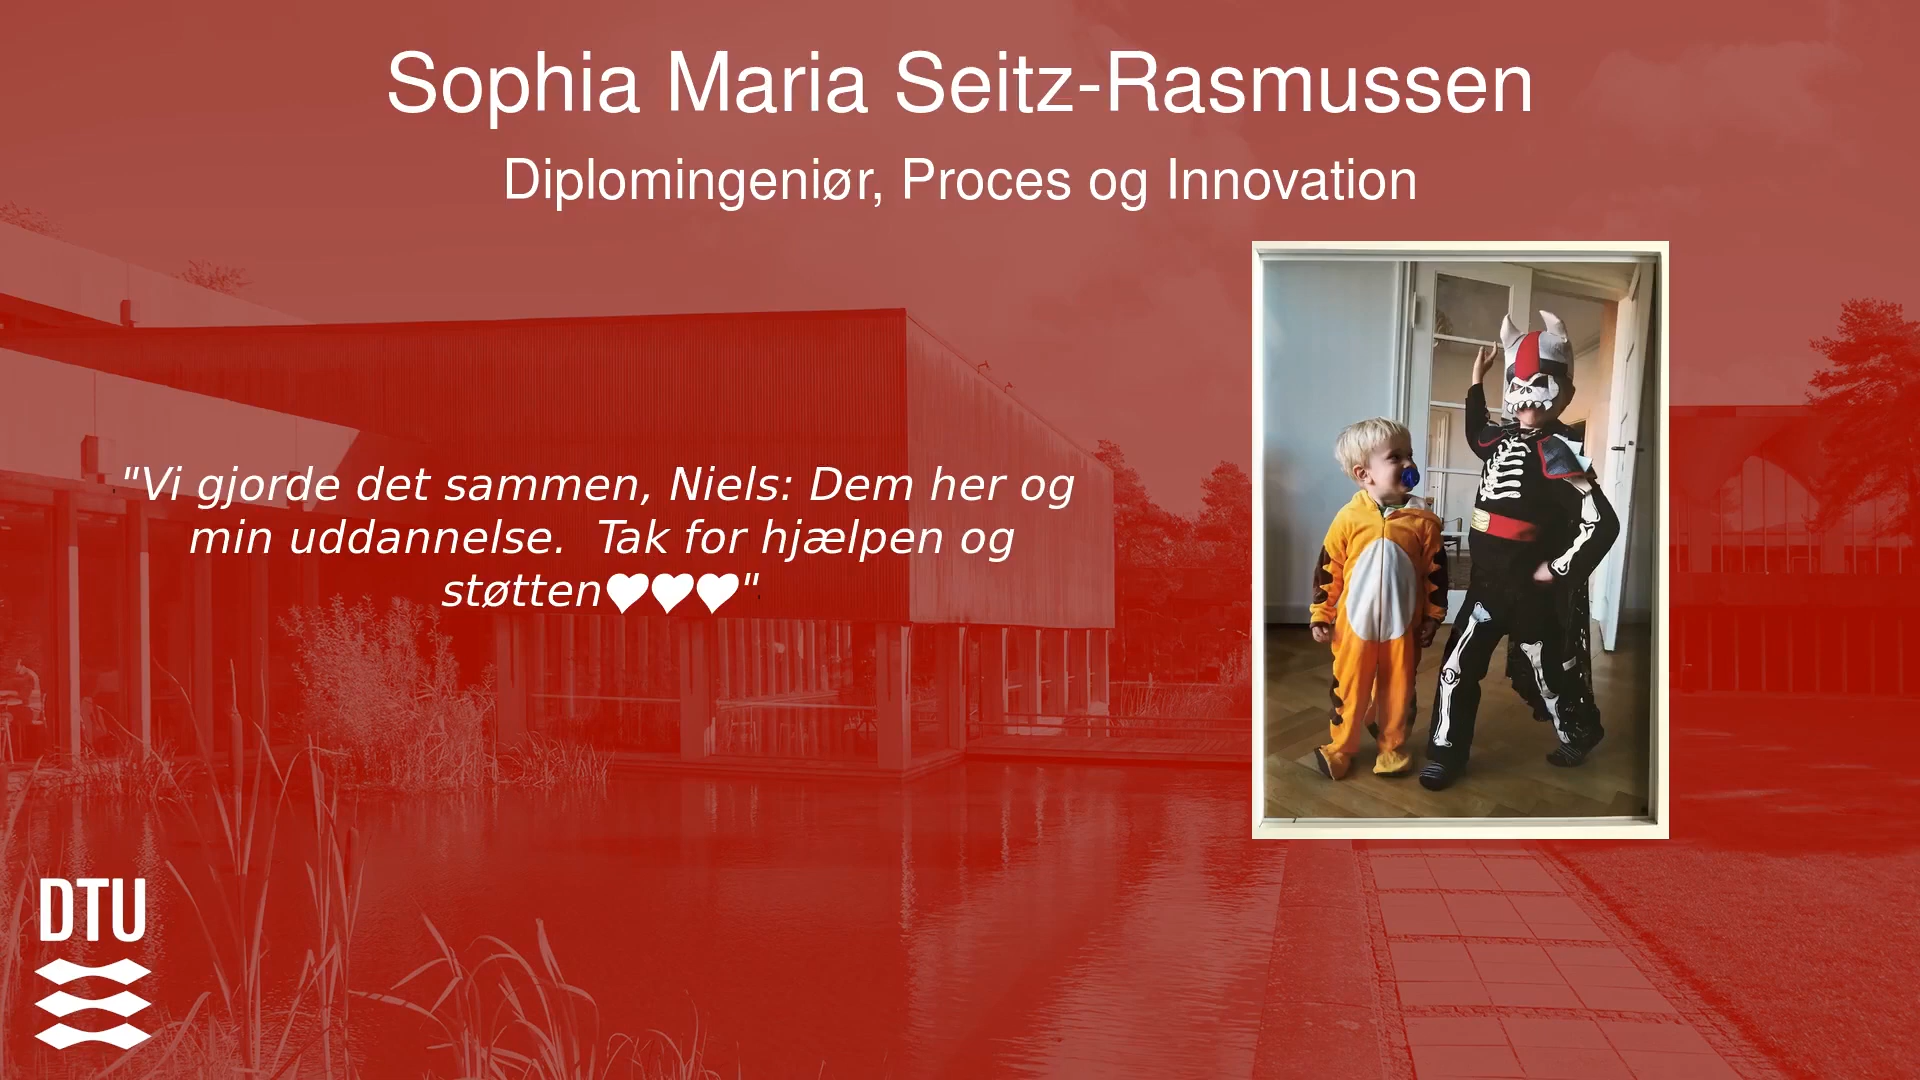 Sophia Maria Seitz-Rasmussen
Diplomingeniør, Proces og Innovation
"Vi gjorde det sammen, Niels: Dem her og
min uddannelse.  Tak for hjælpen og
støtten♥♥♥"
DTU